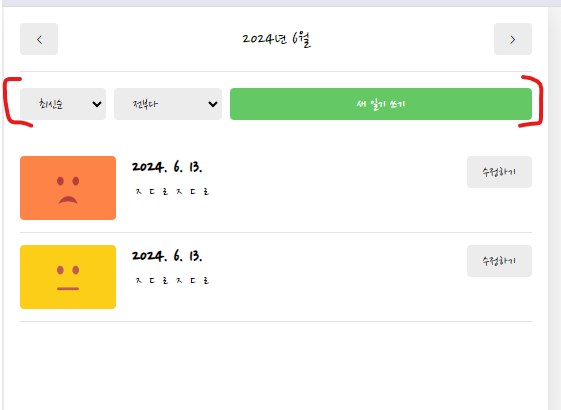 < 2024년 6월 >
최신순 전부다 새 일기 쓰기
2024. 6. 13. 수정하기
ㅈㄷㄹㅈㄷㄹ
2024. 6. 13. 수정하기
ㅈㄷㄹㅈㄷㄹ